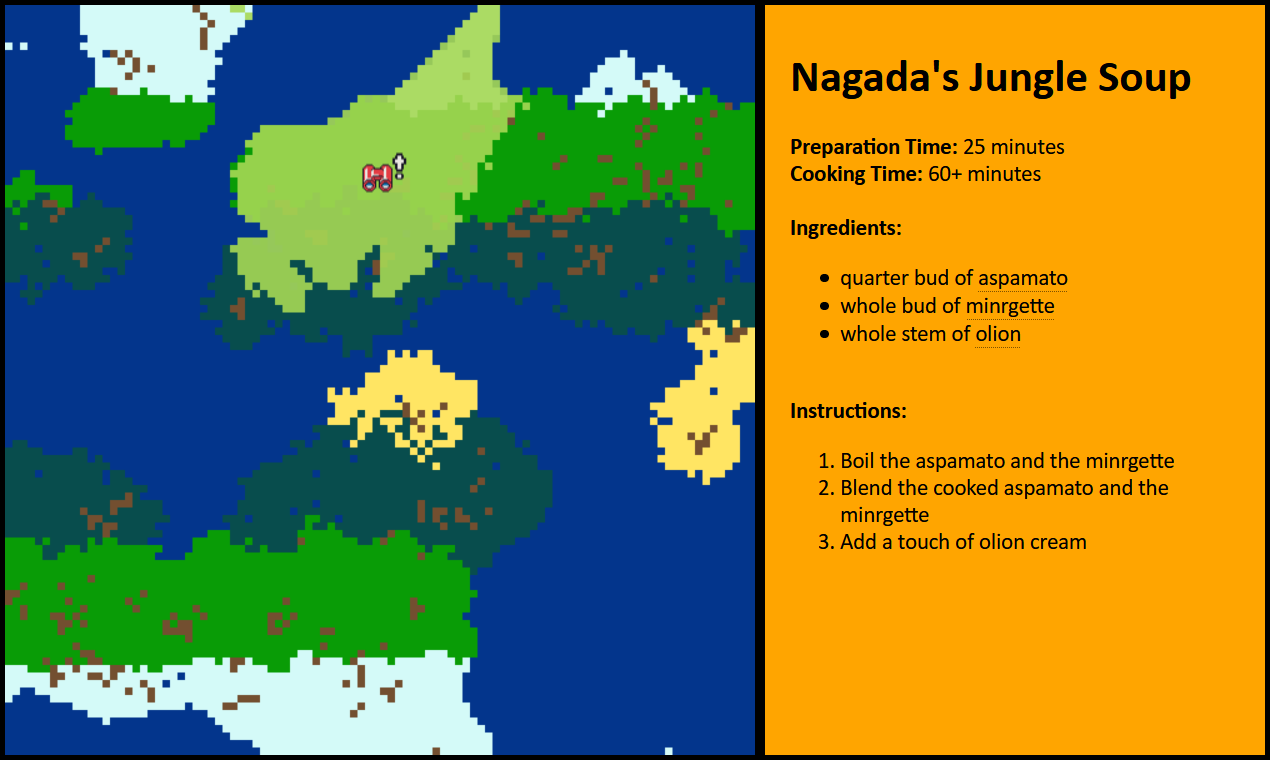 Nagada's Jungle Soup
Preparation Time: 25 minutes
Cooking Time: 60+ minutes
Ingredients:
quarter bud of aspamato
whole bud of minrgette
whole stem of olion
Instructions:
1. Boil the aspamato and the minrgette
2. Blend the cooked aspamato and the
minrgette
3. Add a touch of olion cream